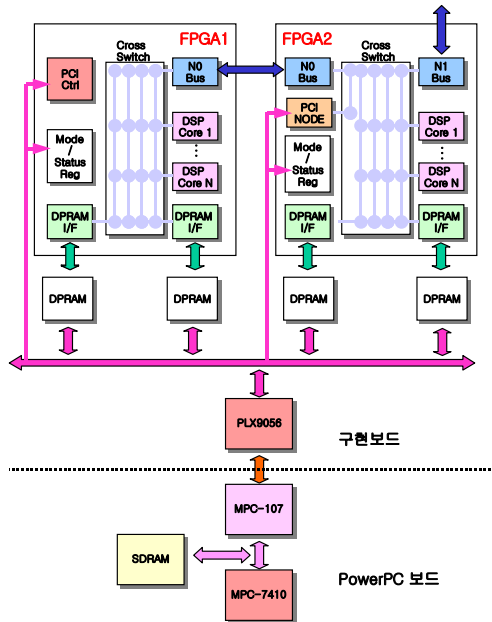 FPGA1
Cross
Switch
PCI
Ctrl
N0
Bus
Mode
/
Status
Reg
DSP
Core 1
DSP
Core N
DPRAM
I/F
DPRAM
I/F
FPGA2
Cross
Switch
N0
Bus
N1
Bus
PCI
NODE
Mode
/
Status
Reg
DSP
Core 1
DSP
Core N
DPRAM
I/F
DPRAM
I/F
DPRAM
DPRAM
DPRAM
DPRAM
PLX9056
구현보드
MPC-107
SDRAM
MPC-7410
PowerPC 보드